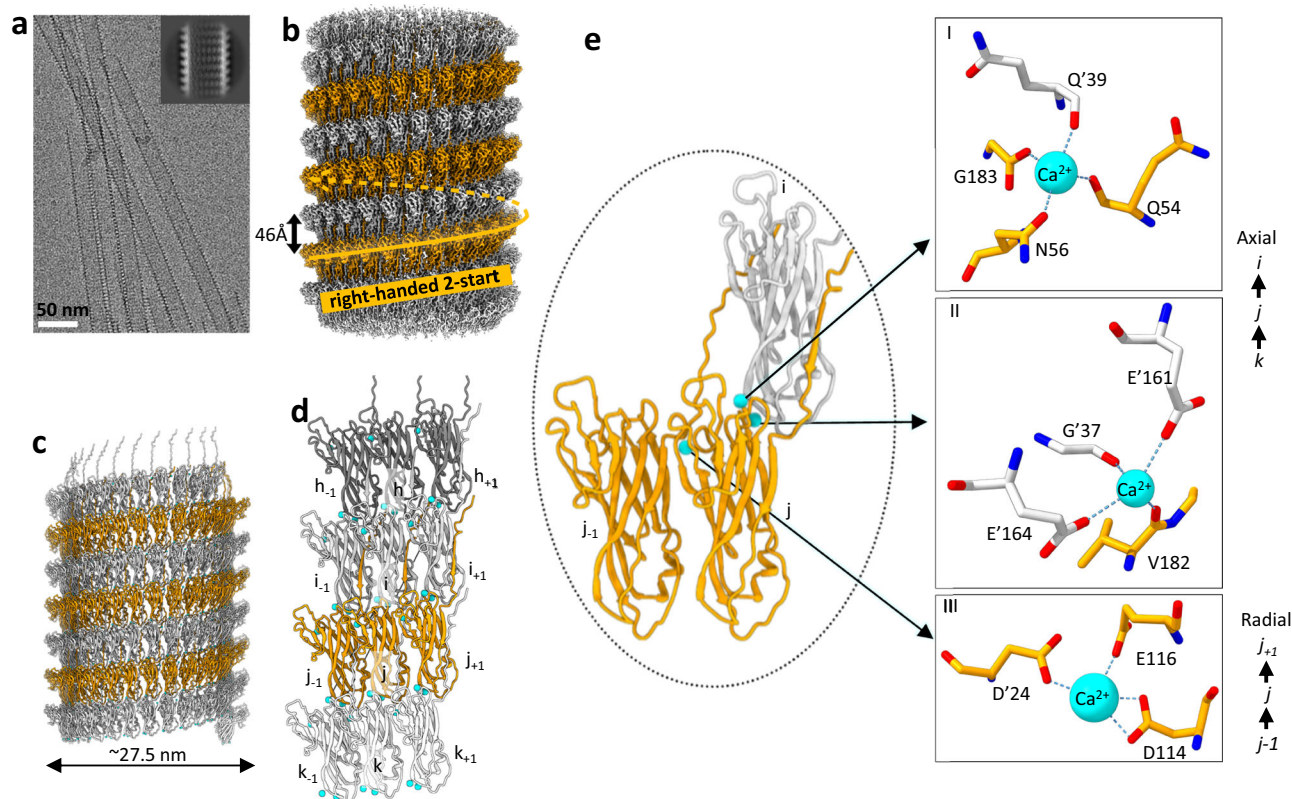 a
50 nm
b
46Å
right-handed 2-start
c
~27.5 nm
d
h₋₁
h
h₊₁
i₋₁
i
i₊₁
j₋₁
j
j₊₁
k₋₁
k
k₊₁
e
i
j₋₁
j
I
Q’39
G183
Ca²⁺
Q54
N56
II
E’161
G’37
Ca²⁺
E’164
V182
III
E116
D’24
Ca²⁺
D114
Axial
i
j
k
Radial
j₊₁
j
j-1